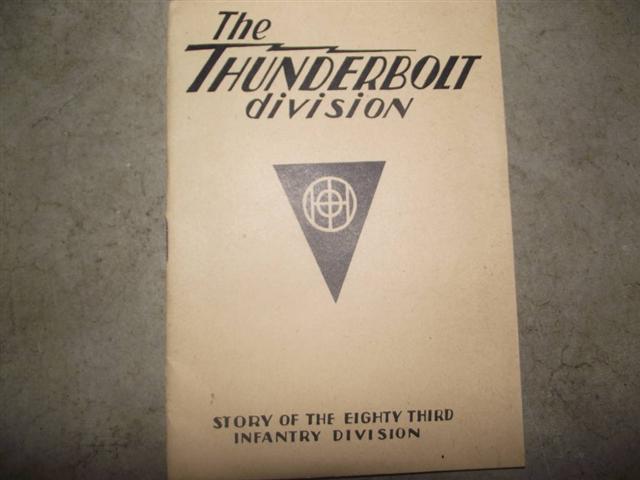 The
THUNDERBOLT
division
STORY OF THE EIGHTY THIRD
INFANTRY DIVISION